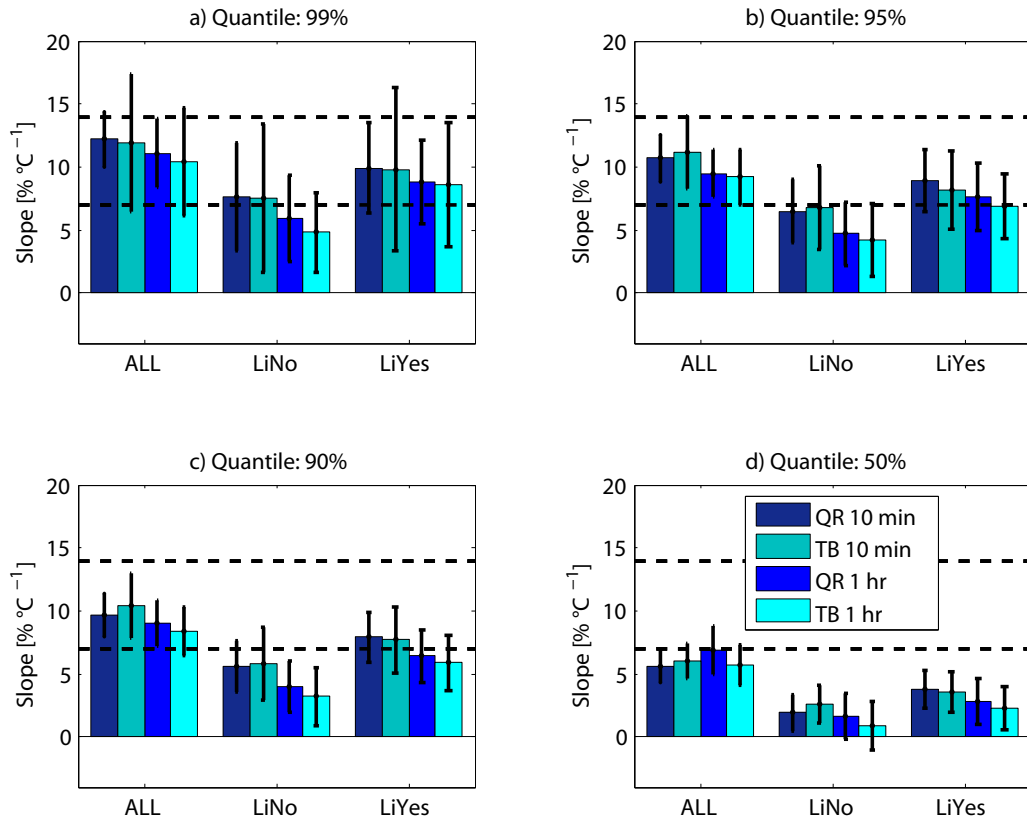 a) Quantile: 99%
20
15
10
5
0
Slope [% °C −1]
ALL LiNo LiYes
b) Quantile: 95%
20
15
10
5
0
Slope [% °C −1]
ALL LiNo LiYes
c) Quantile: 90%
20
15
10
5
0
Slope [% °C −1]
ALL LiNo LiYes
d) Quantile: 50%
20
15
10
5
0
Slope [% °C −1]
QR 10 min
TB 10 min
QR 1 hr
TB 1 hr
ALL LiNo LiYes